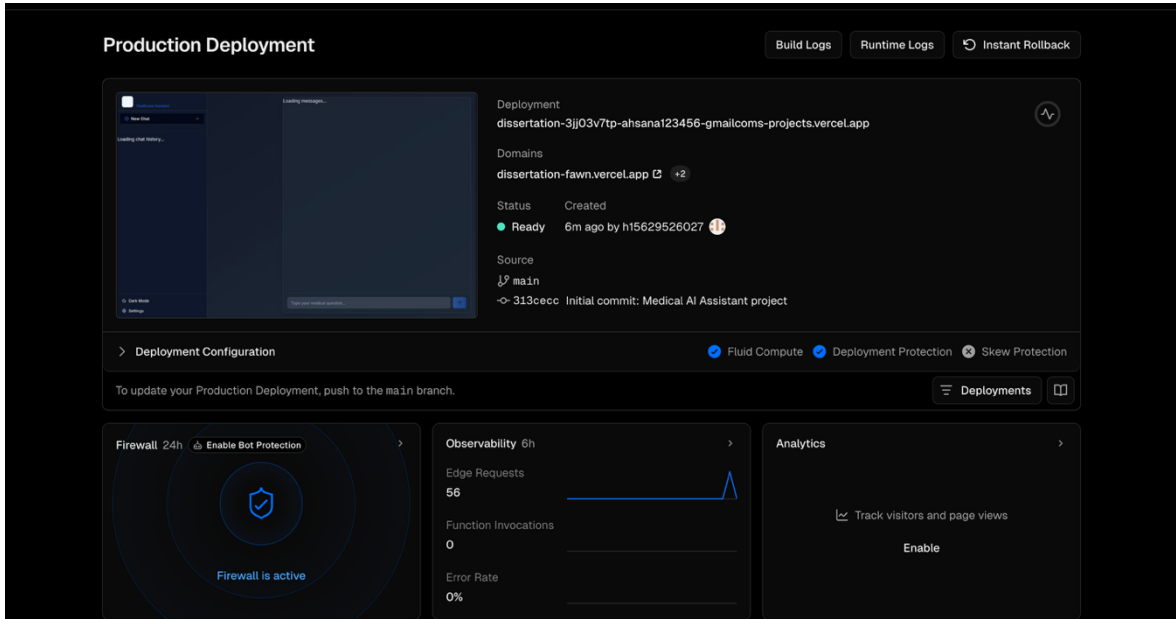 Production Deployment
Build Logs
Runtime Logs
Instant Rollback
Loading messages...
New Chat
Loading chat history...
Dark Mode
Settings
Type your medical question...
Deployment
dissertation-3jj03v7tp-ahsana123456-gmailcoms-projects.vercel.app
Domains
dissertation-fawn.vercel.app +2
Status Created
Ready 6m ago by h15629526027
Source
main
313cecc Initial commit: Medical AI Assistant project
Deployment Configuration
Fluid Compute Deployment Protection Skew Protection
To update your Production Deployment, push to the main branch.
Deployments
Firewall 24h Enable Bot Protection
Firewall is active
Observability 6h
Edge Requests
56
Function Invocations
0
Error Rate
0%
Analytics
Track visitors and page views
Enable